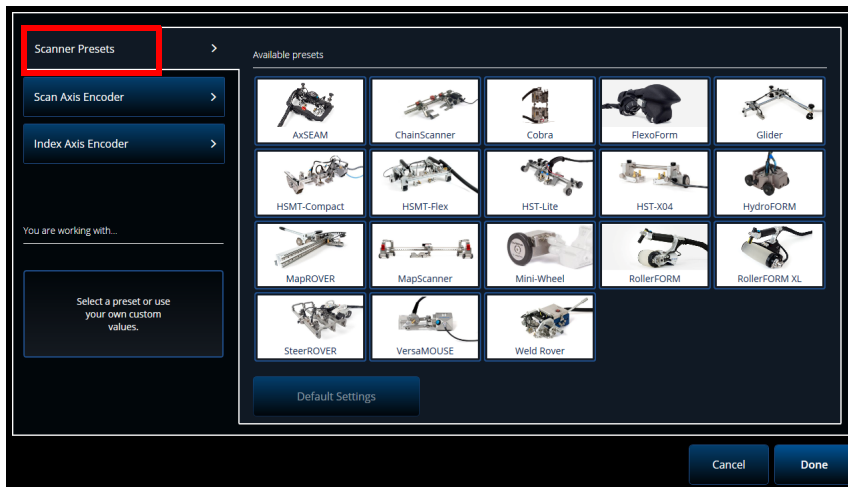 Scanner Presets
Scan Axis Encoder
Index Axis Encoder
You are working with...
Select a preset or use
your own custom
values.
Available presets
AxSEAM
ChainScanner
Cobra
FlexoForm
Glider
HSMT-Compact
HSMT-Flex
HST-Lite
HST-X04
HydroFORM
MapROVER
MapScanner
Mini-Wheel
RollerFORM
RollerFORM XL
SteerROVER
VersaMOUSE
Weld Rover
Default Settings
Cancel
Done